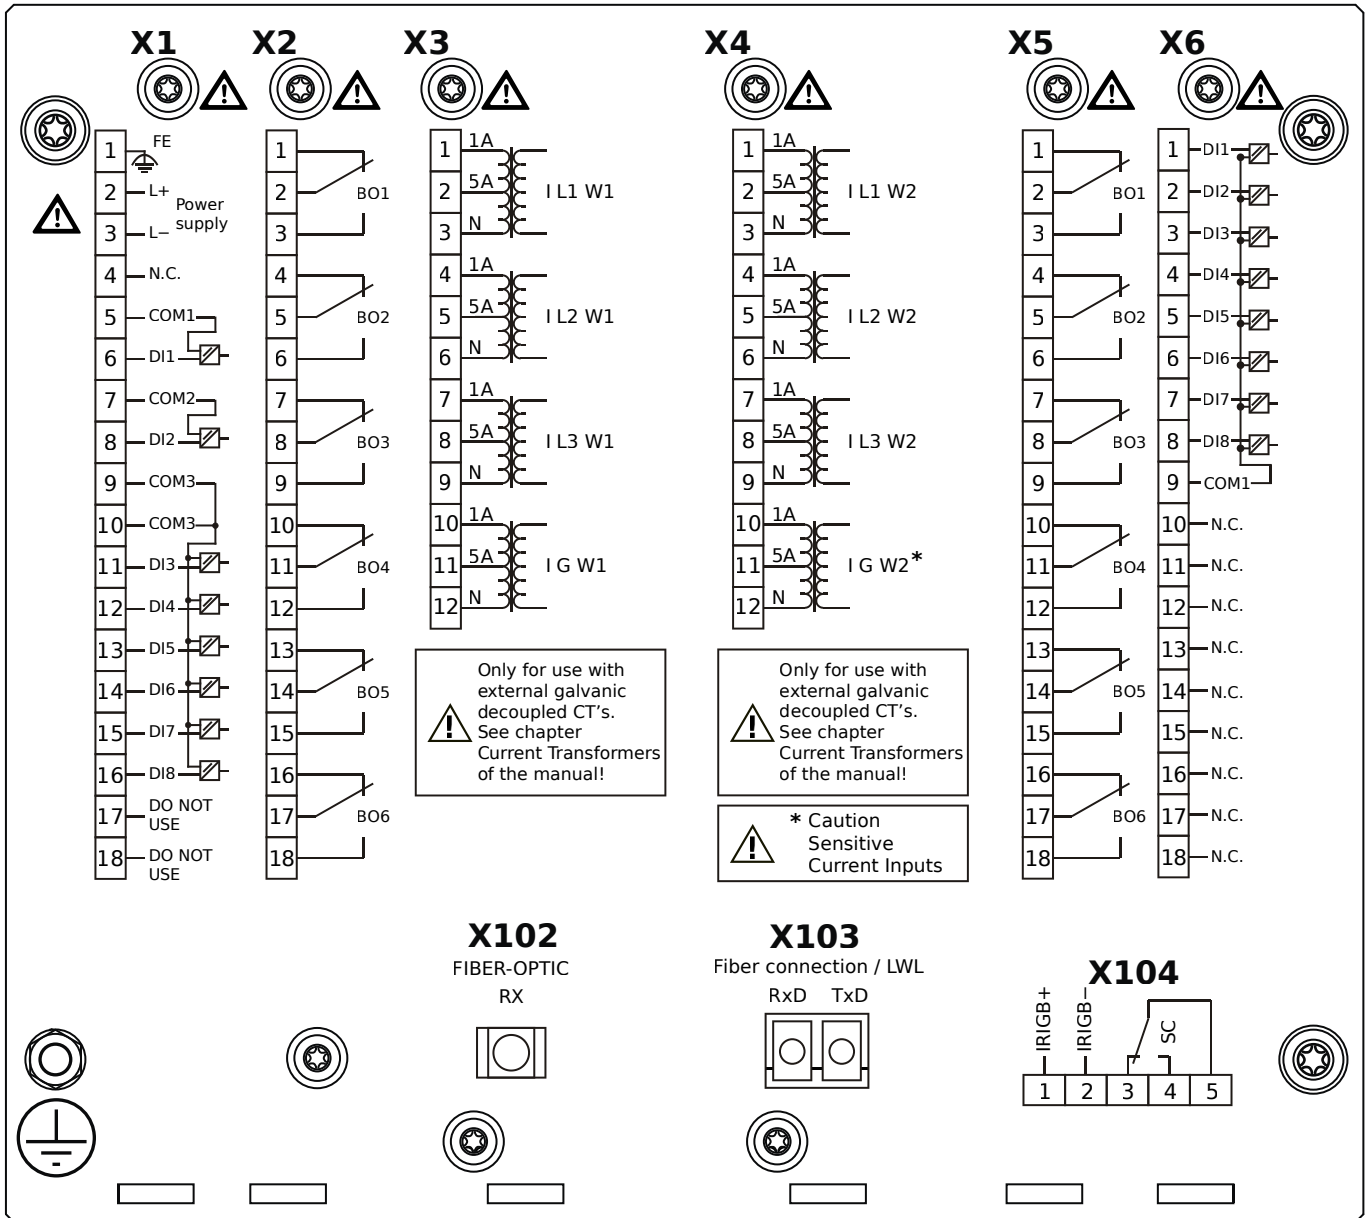 X1
X2
X3
X4
X5
X6
1
FE
2
L+
Power
supply
3
L−
4
N.C.
5
COM1
6
DI1
7
COM2
8
DI2
9
COM3
10
COM3
11
DI3
12
DI4
13
DI5
14
DI6
15
DI7
16
DI8
17
DO NOT
USE
18
DO NOT
USE
1
2
BO1
3
4
5
BO2
6
7
8
BO3
9
10
11
BO4
12
13
14
BO5
15
16
17
BO6
18
1
1A
2
5A
I L1 W1
3
N
4
1A
5
5A
I L2 W1
6
N
7
1A
8
5A
I L3 W1
9
N
10
1A
11
5A
I G W1
12
N
Only for use with
external galvanic
decoupled CT's.
See chapter
Current Transformers
of the manual!
1
1A
2
5A
I L1 W2
3
N
4
1A
5
5A
I L2 W2
6
N
7
1A
8
5A
I L3 W2
9
N
10
1A
11
5A
I G W2*
12
N
Only for use with
external galvanic
decoupled CT's.
See chapter
Current Transformers
of the manual!
* Caution
Sensitive
Current Inputs
1
2
BO1
3
4
5
BO2
6
7
8
BO3
9
10
11
BO4
12
13
14
BO5
15
16
17
BO6
18
1
DI1
2
DI2
3
DI3
4
DI4
5
DI5
6
DI6
7
DI7
8
DI8
9
COM1
10
N.C.
11
N.C.
12
N.C.
13
N.C.
14
N.C.
15
N.C.
16
N.C.
17
N.C.
18
N.C.
X102
FIBER-OPTIC
RX
X103
Fiber connection / LWL
RxD TxD
X104
IRIGB+
IRIGB−
SC
1 2 3 4 5